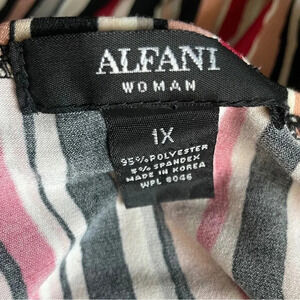 ALFANI
WOMAN
1X
95% POLYESTER
5% SPANDEX
MADE IN KOREA
WPL 8046